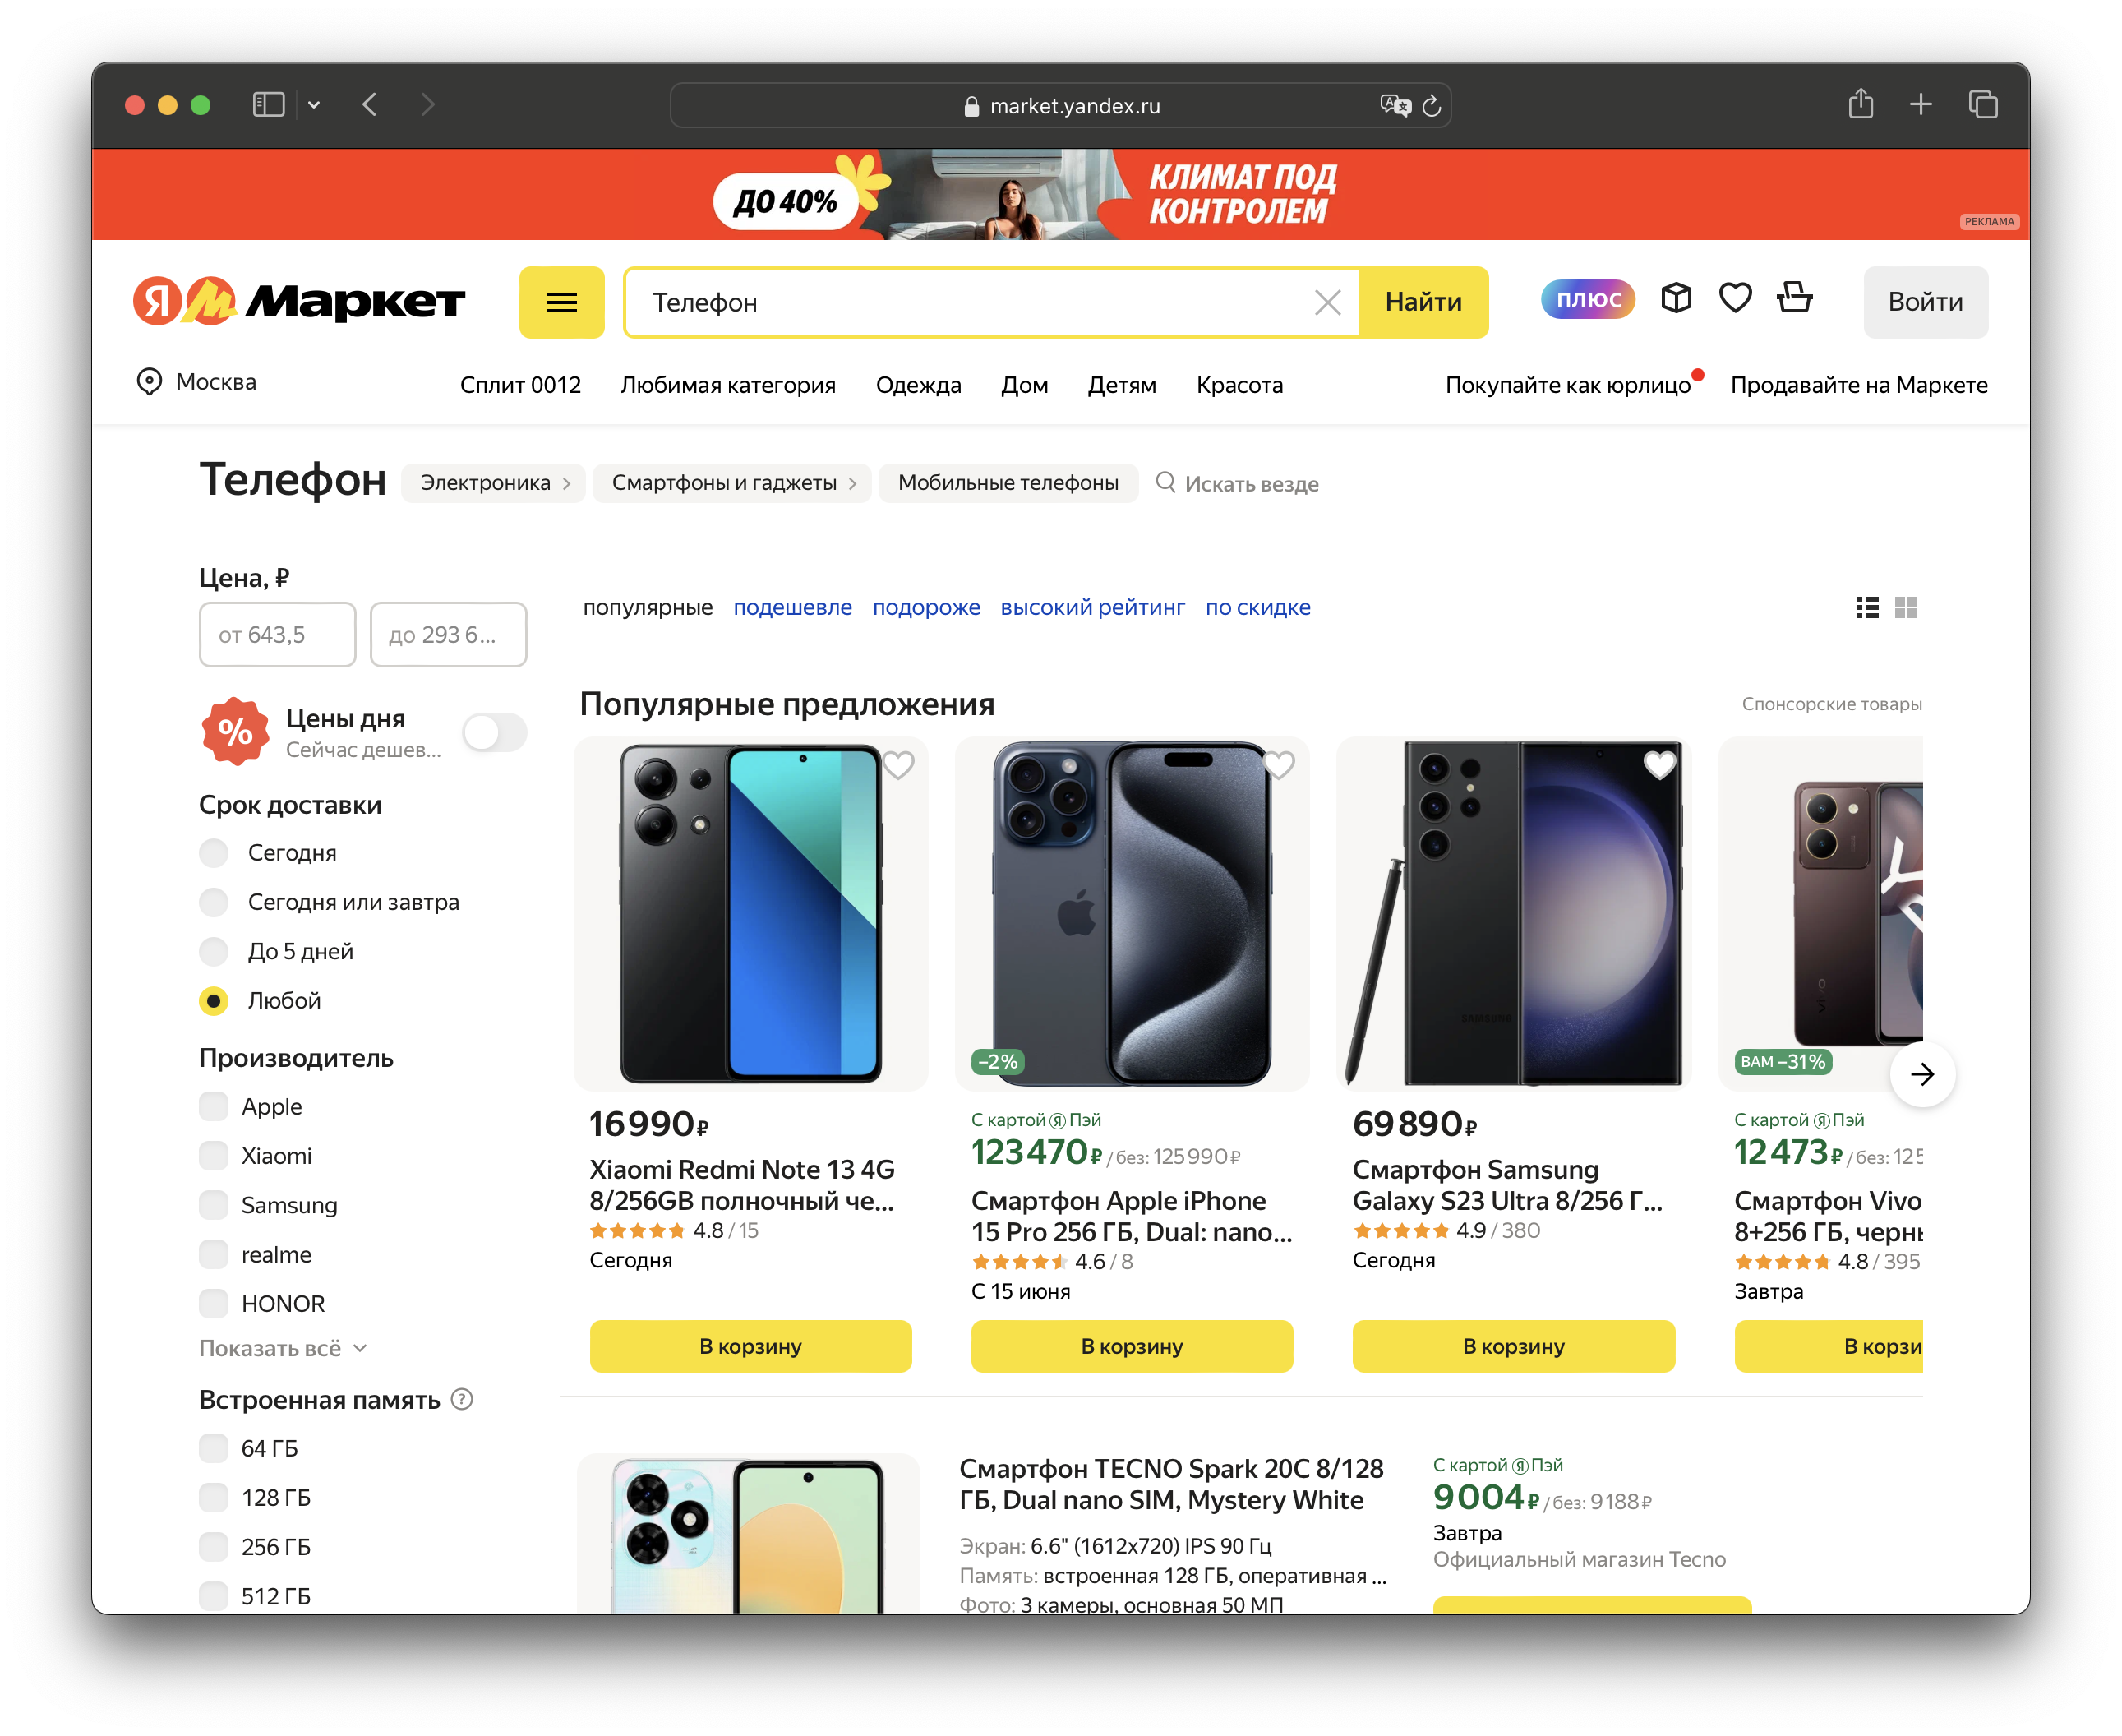 market.yandex.ru
ДО 40%
КЛИМАТ ПОД
КОНТРОЛЕМ
РЕКЛАМА
Я М Маркет
Телефон
Найти
плюс
Войти
Москва
Сплит 0012
Любимая категория
Одежда
Дом
Детям
Красота
Покупайте как юрлицо
Продавайте на Маркете
Телефон
Электроника
Смартфоны и гаджеты
Мобильные телефоны
Искать везде
Цена, ₽
от 643,5
до 293 6...
%
Цены дня
Сейчас дешев...
Срок доставки
Сегодня
Сегодня или завтра
До 5 дней
Любой
Производитель
Apple
Xiaomi
Samsung
realme
HONOR
Показать всё
Встроенная память ?
64 ГБ
128 ГБ
256 ГБ
512 ГБ
популярные
подешевле
подороже
высокий рейтинг
по скидке
Популярные предложения
Спонсорские товары
16 990 ₽
Xiaomi Redmi Note 13 4G
8/256GB полночный че...
4.8 / 15
Сегодня
В корзину
–2%
С картой Я Пэй
123 470 ₽ / без: 125 990 ₽
Смартфон Apple iPhone
15 Pro 256 ГБ, Dual: nano...
4.6 / 8
С 15 июня
В корзину
SAMSUNG
69 890 ₽
Смартфон Samsung
Galaxy S23 Ultra 8/256 Г...
4.9 / 380
Сегодня
В корзину
vivo
ВАМ –31%
С картой Я Пэй
12 473 ₽ / без: 12 5
Смартфон Vivo
8+256 ГБ, черн
4.8 / 395
Завтра
В корзи
Смартфон TECNO Spark 20C 8/128
ГБ, Dual nano SIM, Mystery White
Экран: 6.6" (1612x720) IPS 90 Гц
Память: встроенная 128 ГБ, оперативная ...
Фото: 3 камеры, основная 50 МП
С картой Я Пэй
9 004 ₽ / без: 9 188 ₽
Завтра
Официальный магазин Tecno